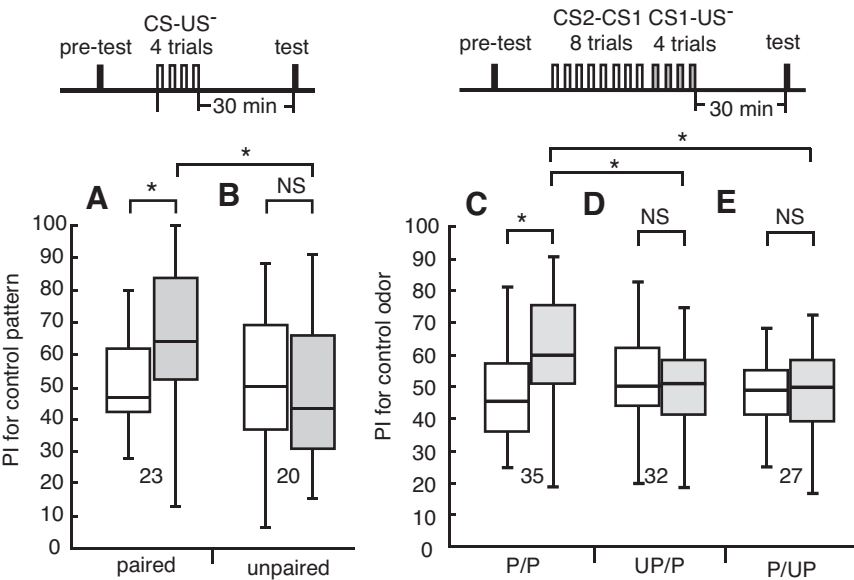 CS-US-
pre-test 4 trials test
30 min
CS2-CS1 CS1-US-
pre-test 8 trials 4 trials test
30 min
*
A * B NS
PI for control pattern
100
90
80
70
60
50
40
30
20
10
0
23 20
paired unpaired
*
*
C * D NS E NS
PI for control odor
100
90
80
70
60
50
40
30
20
10
0
35 32 27
P/P UP/P P/UP